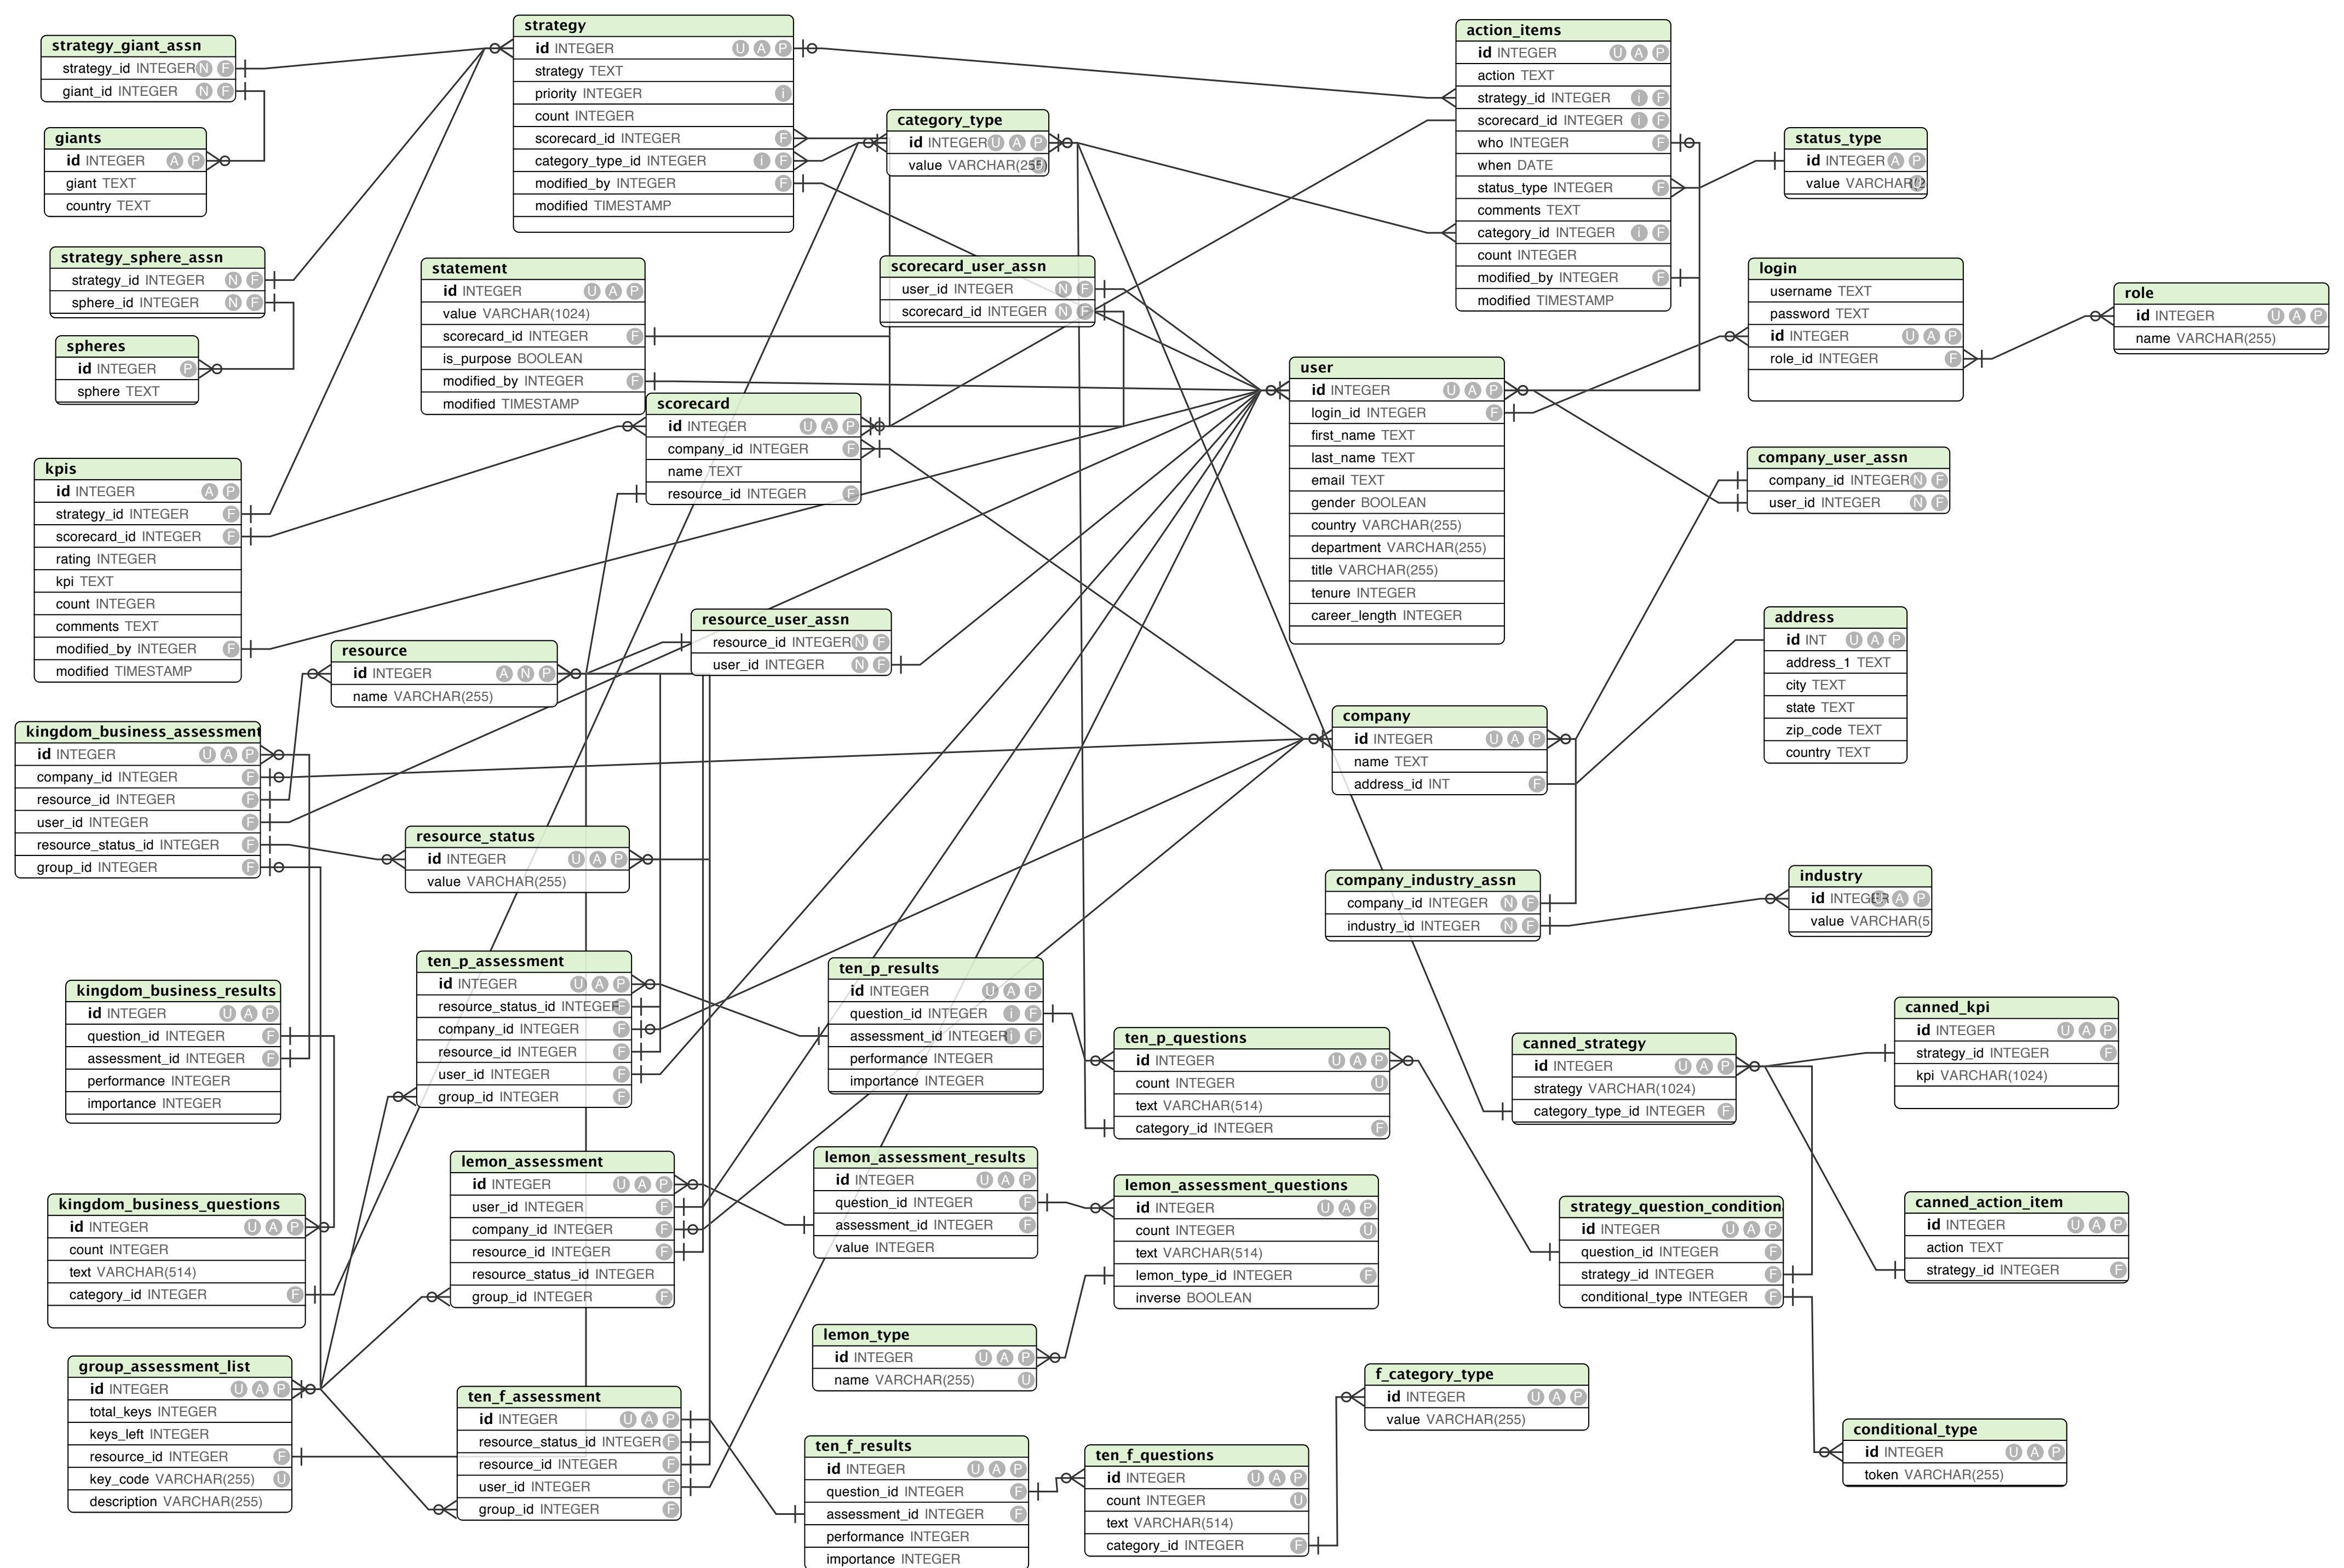 strategy_giant_assn
strategy_id INTEGER N F
giant_id INTEGER N F
giants
id INTEGER A P
giant TEXT
country TEXT
strategy_sphere_assn
strategy_id INTEGER N F
sphere_id INTEGER N F
spheres
id INTEGER P
sphere TEXT
strategy
id INTEGER U A P
strategy TEXT
priority INTEGER i
count INTEGER
scorecard_id INTEGER F
category_type_id INTEGER i F
modified_by INTEGER F
modified TIMESTAMP
category_type
id INTEGER U A P
value VARCHAR(255)
action_items
id INTEGER U A P
action TEXT
strategy_id INTEGER i F
scorecard_id INTEGER i F
who INTEGER F
when DATE
status_type INTEGER F
comments TEXT
category_id INTEGER i F
count INTEGER
modified_by INTEGER F
modified TIMESTAMP
status_type
id INTEGER A P
value
login
username TEXT
password TEXT
id INTEGER U A P
role_id INTEGER F
role
id INTEGER U A P
name VARCHAR(255)
statement
id INTEGER U A P
value VARCHAR(1024)
scorecard_id INTEGER F
is_purpose BOOLEAN
modified_by INTEGER F
modified TIMESTAMP
scorecard_user_assn
user_id INTEGER N F
scorecard_id INTEGER N F
scorecard
id INTEGER U A P
company_id INTEGER F
name TEXT
resource_id INTEGER F
user
id INTEGER U A P
login_id INTEGER F
first_name TEXT
last_name TEXT
email TEXT
gender BOOLEAN
country VARCHAR(255)
department VARCHAR(255)
title VARCHAR(255)
tenure INTEGER
career_length INTEGER
company_user_assn
company_id INTEGER N F
user_id INTEGER N F
kpis
id INTEGER A P
strategy_id INTEGER F
scorecard_id INTEGER F
rating INTEGER
kpi TEXT
count INTEGER
comments TEXT
modified_by INTEGER F
modified TIMESTAMP
resource
id INTEGER A N P
name VARCHAR(255)
resource_user_assn
resource_id INTEGER N F
user_id INTEGER N F
address
id INT U A P
address_1 TEXT
city TEXT
state TEXT
zip_code TEXT
country TEXT
company
id INTEGER U A P
name TEXT
address_id INT F
kingdom_business_assessment
id INTEGER U A P
company_id INTEGER F
resource_id INTEGER F
user_id INTEGER F
resource_status_id INTEGER F
group_id INTEGER F
resource_status
id INTEGER U A P
value VARCHAR(255)
company_industry_assn
company_id INTEGER N F
industry_id INTEGER N F
industry
id INTEGER U A P
value VARCHAR(5
kingdom_business_results
id INTEGER U A P
question_id INTEGER F
assessment_id INTEGER F
performance INTEGER
importance INTEGER
ten_p_assessment
id INTEGER U A P
resource_status_id INTEGER F
company_id INTEGER F
resource_id INTEGER F
user_id INTEGER F
group_id INTEGER F
ten_p_results
id INTEGER U A P
question_id INTEGER i F
assessment_id INTEGER i F
performance INTEGER
importance INTEGER
ten_p_questions
id INTEGER U A P
count INTEGER U
text VARCHAR(514)
category_id INTEGER F
canned_strategy
id INTEGER U A P
strategy VARCHAR(1024)
category_type_id INTEGER F
canned_kpi
id INTEGER U A P
strategy_id INTEGER F
kpi VARCHAR(1024)
kingdom_business_questions
id INTEGER U A P
count INTEGER
text VARCHAR(514)
category_id INTEGER F
lemon_assessment
id INTEGER U A P
user_id INTEGER F
company_id INTEGER F
resource_id INTEGER F
resource_status_id INTEGER
group_id INTEGER F
lemon_assessment_results
id INTEGER U A P
question_id INTEGER F
assessment_id INTEGER F
value INTEGER
lemon_assessment_questions
id INTEGER U A P
count INTEGER U
text VARCHAR(514)
lemon_type_id INTEGER F
inverse BOOLEAN
strategy_question_condition
id INTEGER U A P
question_id INTEGER F
strategy_id INTEGER F
conditional_type INTEGER F
canned_action_item
id INTEGER U A P
action TEXT
strategy_id INTEGER F
group_assessment_list
id INTEGER U A P
total_keys INTEGER
keys_left INTEGER
resource_id INTEGER F
key_code VARCHAR(255) U
description VARCHAR(255)
lemon_type
id INTEGER U A P
name VARCHAR(255) U
ten_f_assessment
id INTEGER U A P
resource_status_id INTEGER F
resource_id INTEGER F
user_id INTEGER F
group_id INTEGER F
ten_f_results
id INTEGER U A P
question_id INTEGER F
assessment_id INTEGER F
performance INTEGER
importance INTEGER
ten_f_questions
id INTEGER U A P
count INTEGER U
text VARCHAR(514)
category_id INTEGER F
f_category_type
id INTEGER U A P
value VARCHAR(255)
conditional_type
id INTEGER U A P
token VARCHAR(255)